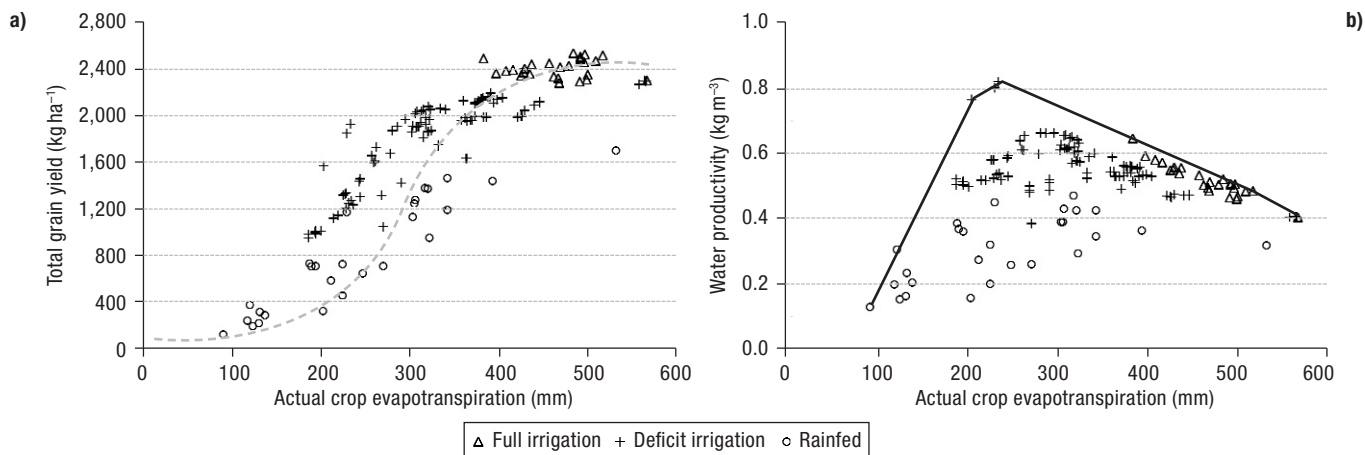 a)
Total grain yield (kg ha⁻¹)
2,800
2,400
2,000
1,600
1,200
800
400
0
0 100 200 300 400 500 600
Actual crop evapotranspiration (mm)
b)
Water productivity (kg m⁻³)
1.0
0.8
0.6
0.4
0.2
0.0
0 100 200 300 400 500 600
Actual crop evapotranspiration (mm)
Full irrigation Deficit irrigation Rainfed